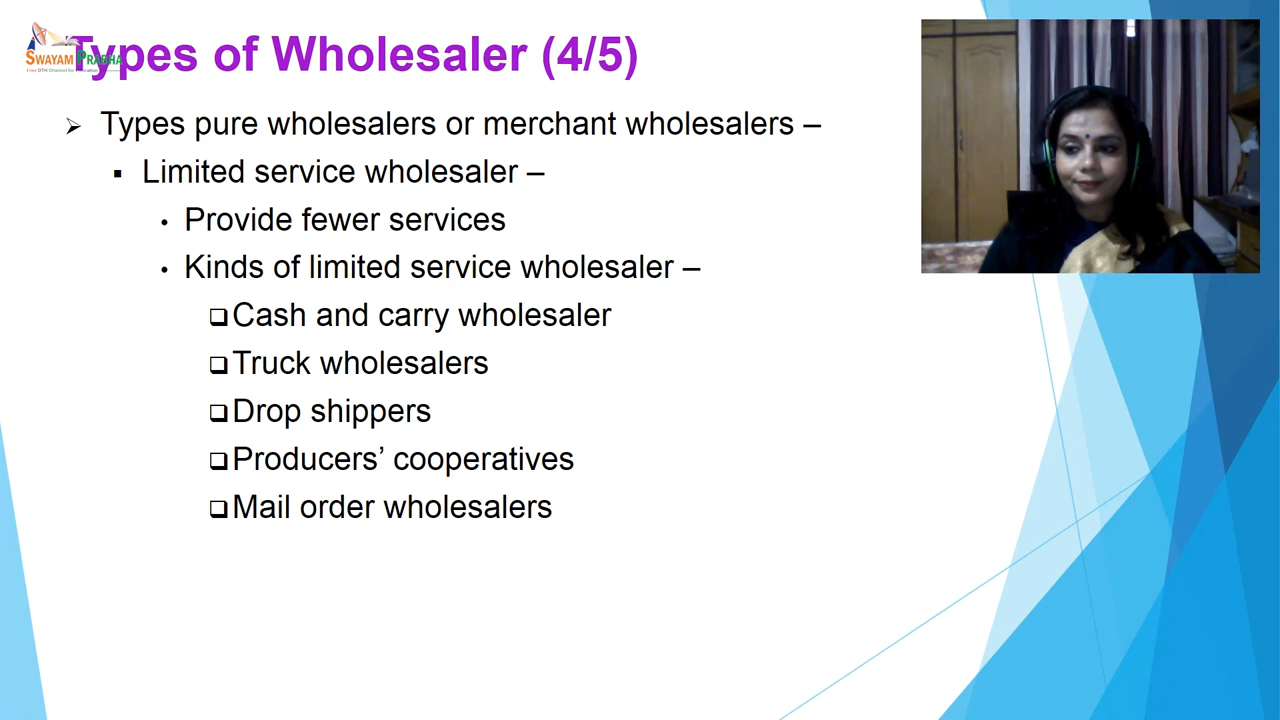 Types of Wholesaler (4/5)
SWAYAM PRABHA
➢ Types pure wholesalers or merchant wholesalers –
▪ Limited service wholesaler –
• Provide fewer services
• Kinds of limited service wholesaler –
❑Cash and carry wholesaler
❑Truck wholesalers
❑Drop shippers
❑Producers’ cooperatives
❑Mail order wholesalers